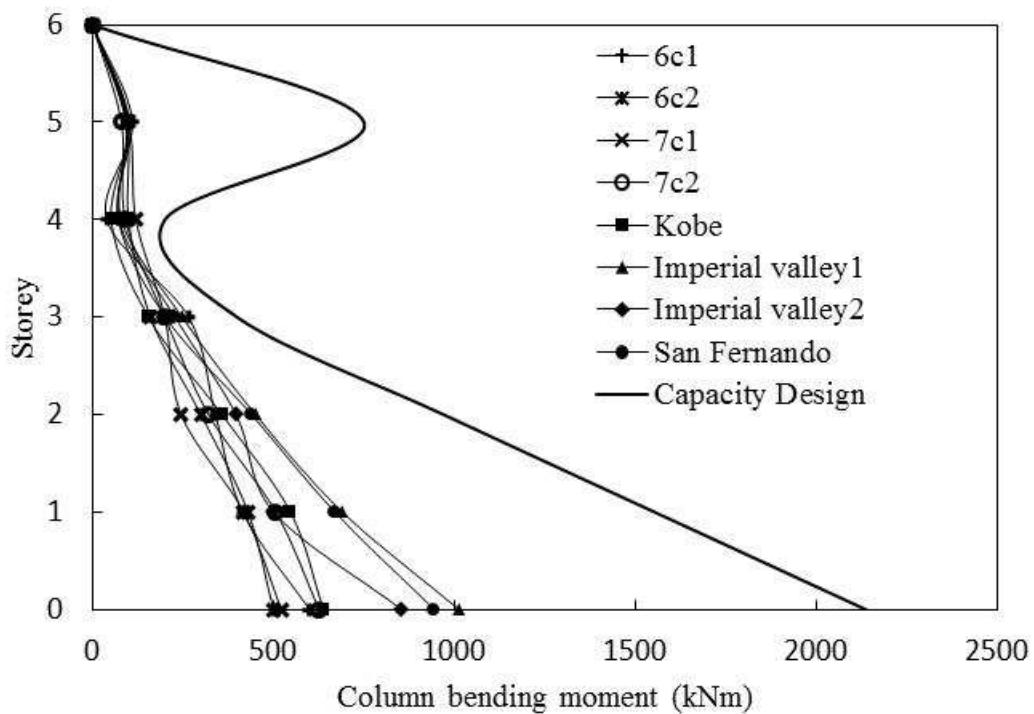 6
5
4
3
2
1
0
Storey
0
500
1000
1500
2000
2500
Column bending moment (kNm)
6c1
6c2
7c1
7c2
Kobe
Imperial valley1
Imperial valley2
San Fernando
Capacity Design